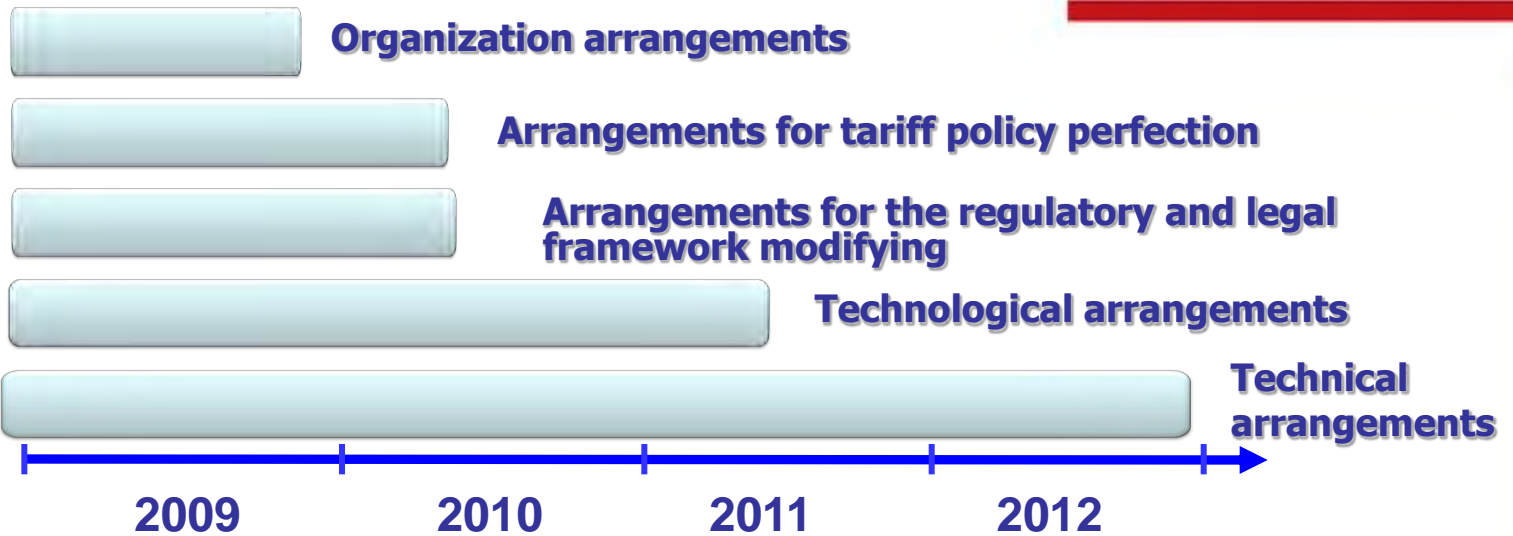 Organization arrangements
Arrangements for tariff policy perfection
Arrangements for the regulatory and legal
framework modifying
Technological arrangements
Technical
arrangements
2009 2010 2011 2012